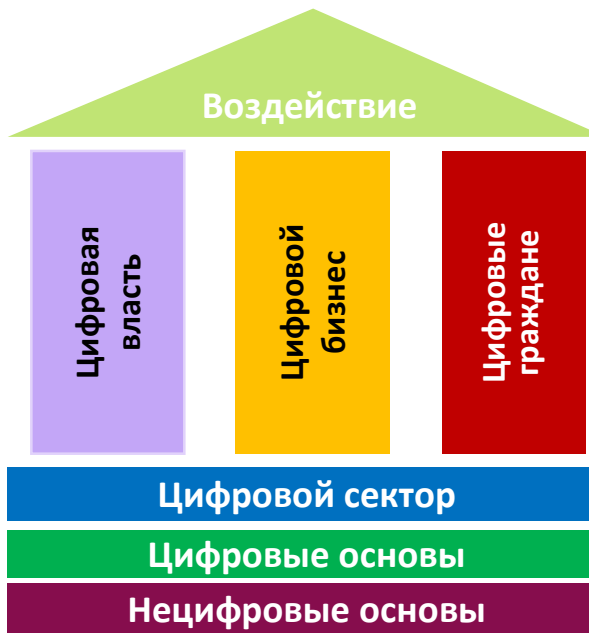 Воздействие
Цифровая
власть
Цифровой
бизнес
Цифровые
граждане
Цифровой сектор
Цифровые основы
Нецифровые основы